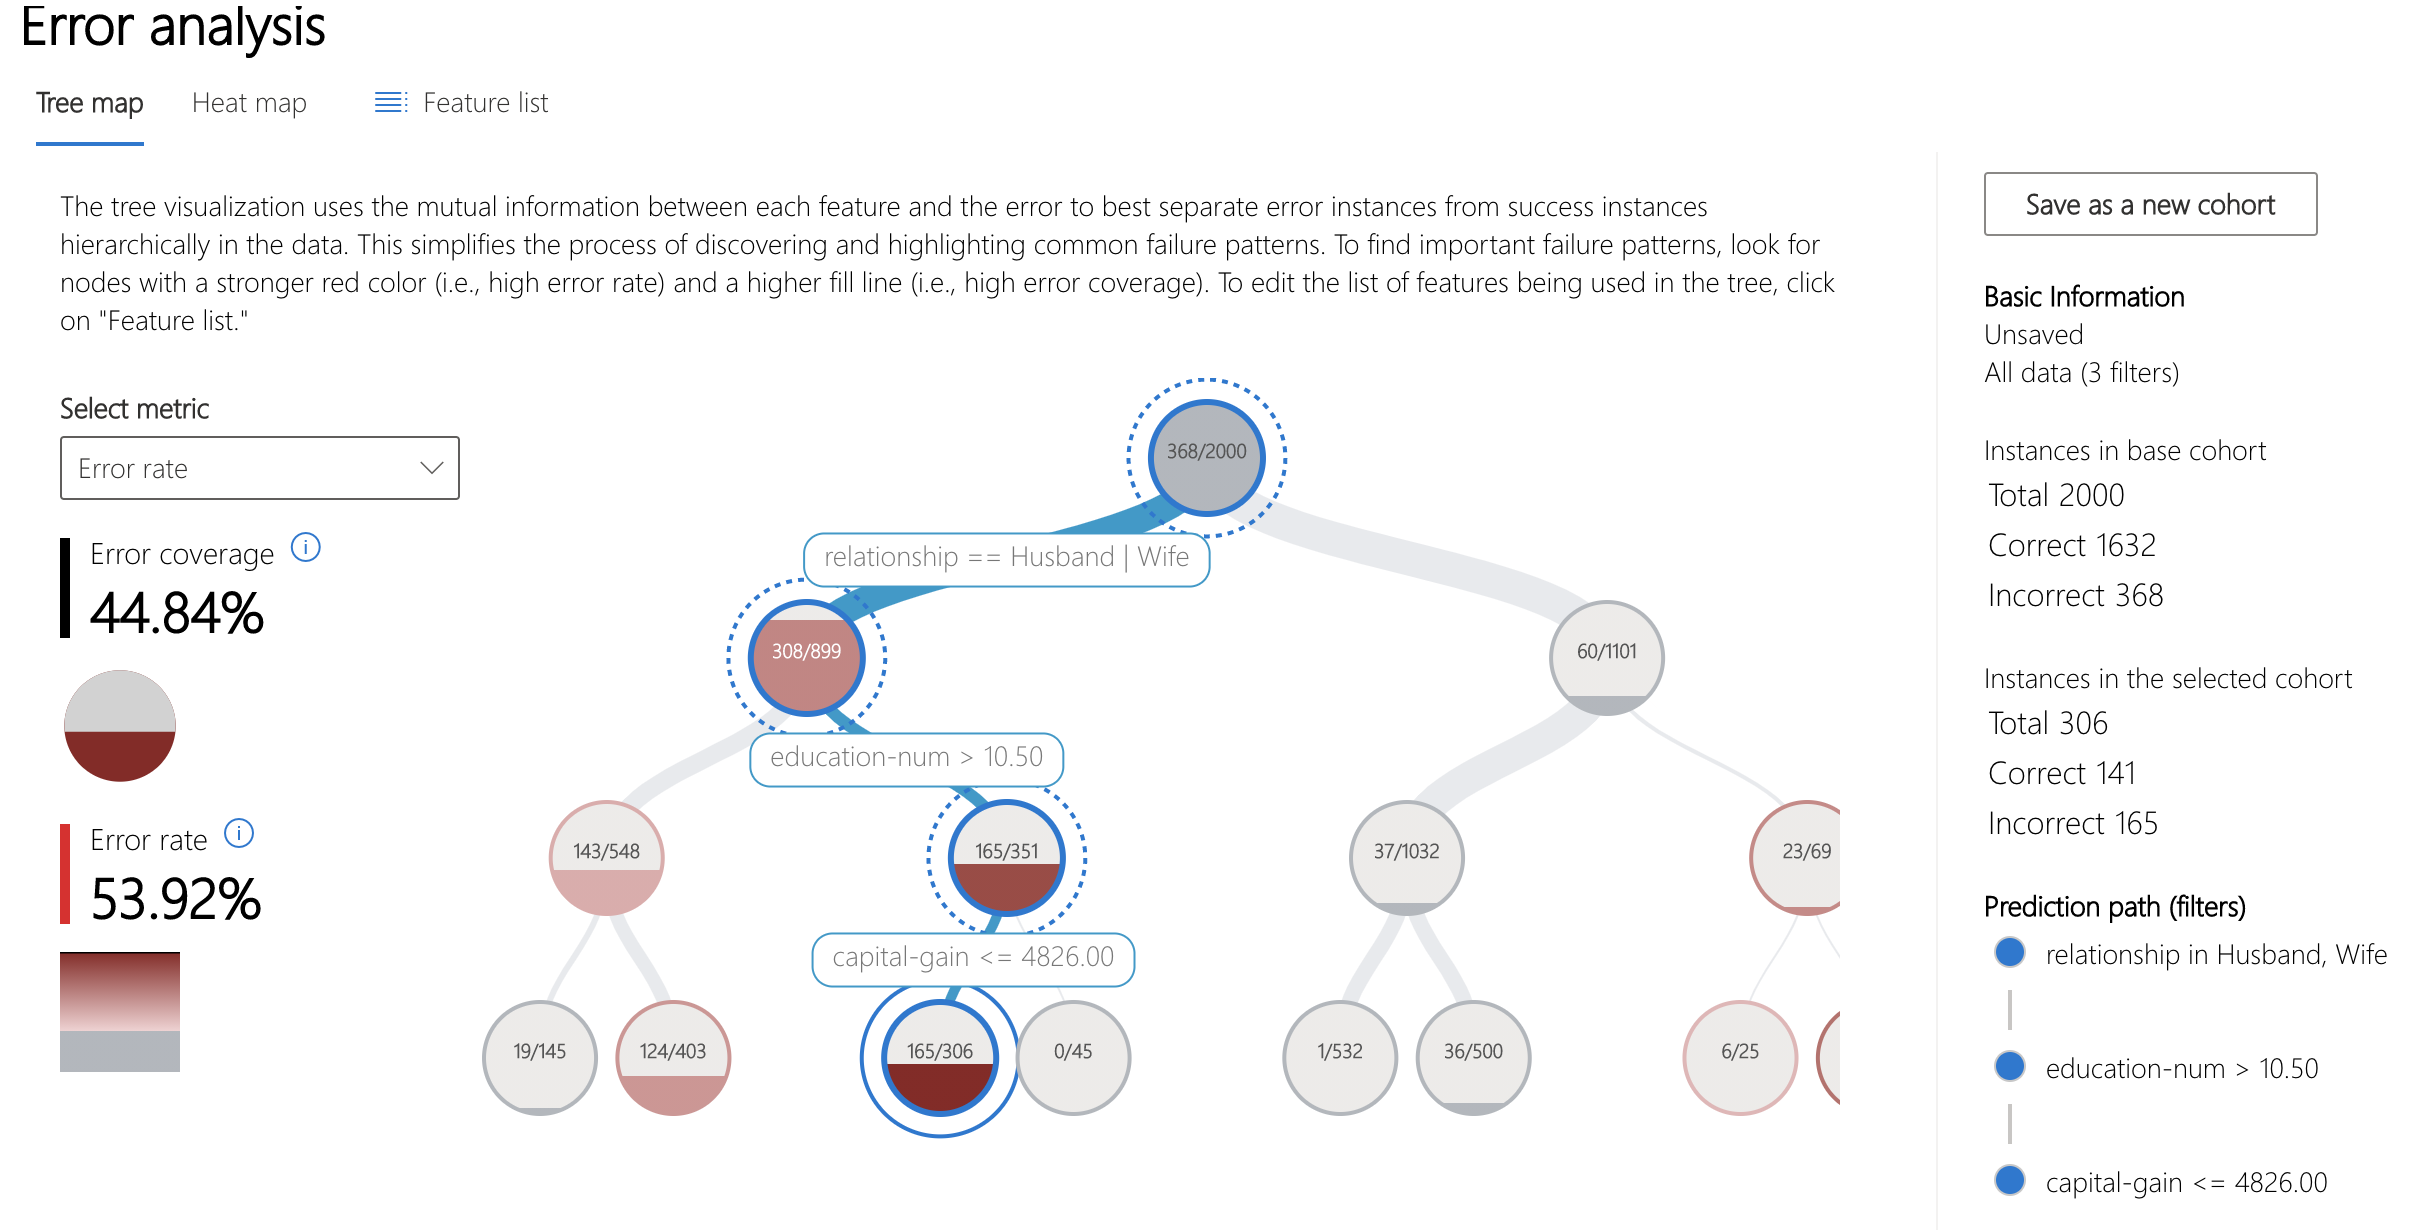 Error analysis
Tree map
Heat map
Feature list
The tree visualization uses the mutual information between each feature and the error to best separate error instances from success instances
hierarchically in the data. This simplifies the process of discovering and highlighting common failure patterns. To find important failure patterns, look for
nodes with a stronger red color (i.e., high error rate) and a higher fill line (i.e., high error coverage). To edit the list of features being used in the tree, click
on "Feature list."
Select metric
Error rate
Error coverage
44.84%
Error rate
53.92%
368/2000
relationship == Husband | Wife
308/899
60/1101
education-num > 10.50
143/548
165/351
37/1032
23/69
capital-gain <= 4826.00
19/145
124/403
165/306
0/45
1/532
36/500
6/25
Save as a new cohort
Basic Information
Unsaved
All data (3 filters)
Instances in base cohort
Total 2000
Correct 1632
Incorrect 368
Instances in the selected cohort
Total 306
Correct 141
Incorrect 165
Prediction path (filters)
relationship in Husband, Wife
education-num > 10.50
capital-gain <= 4826.00